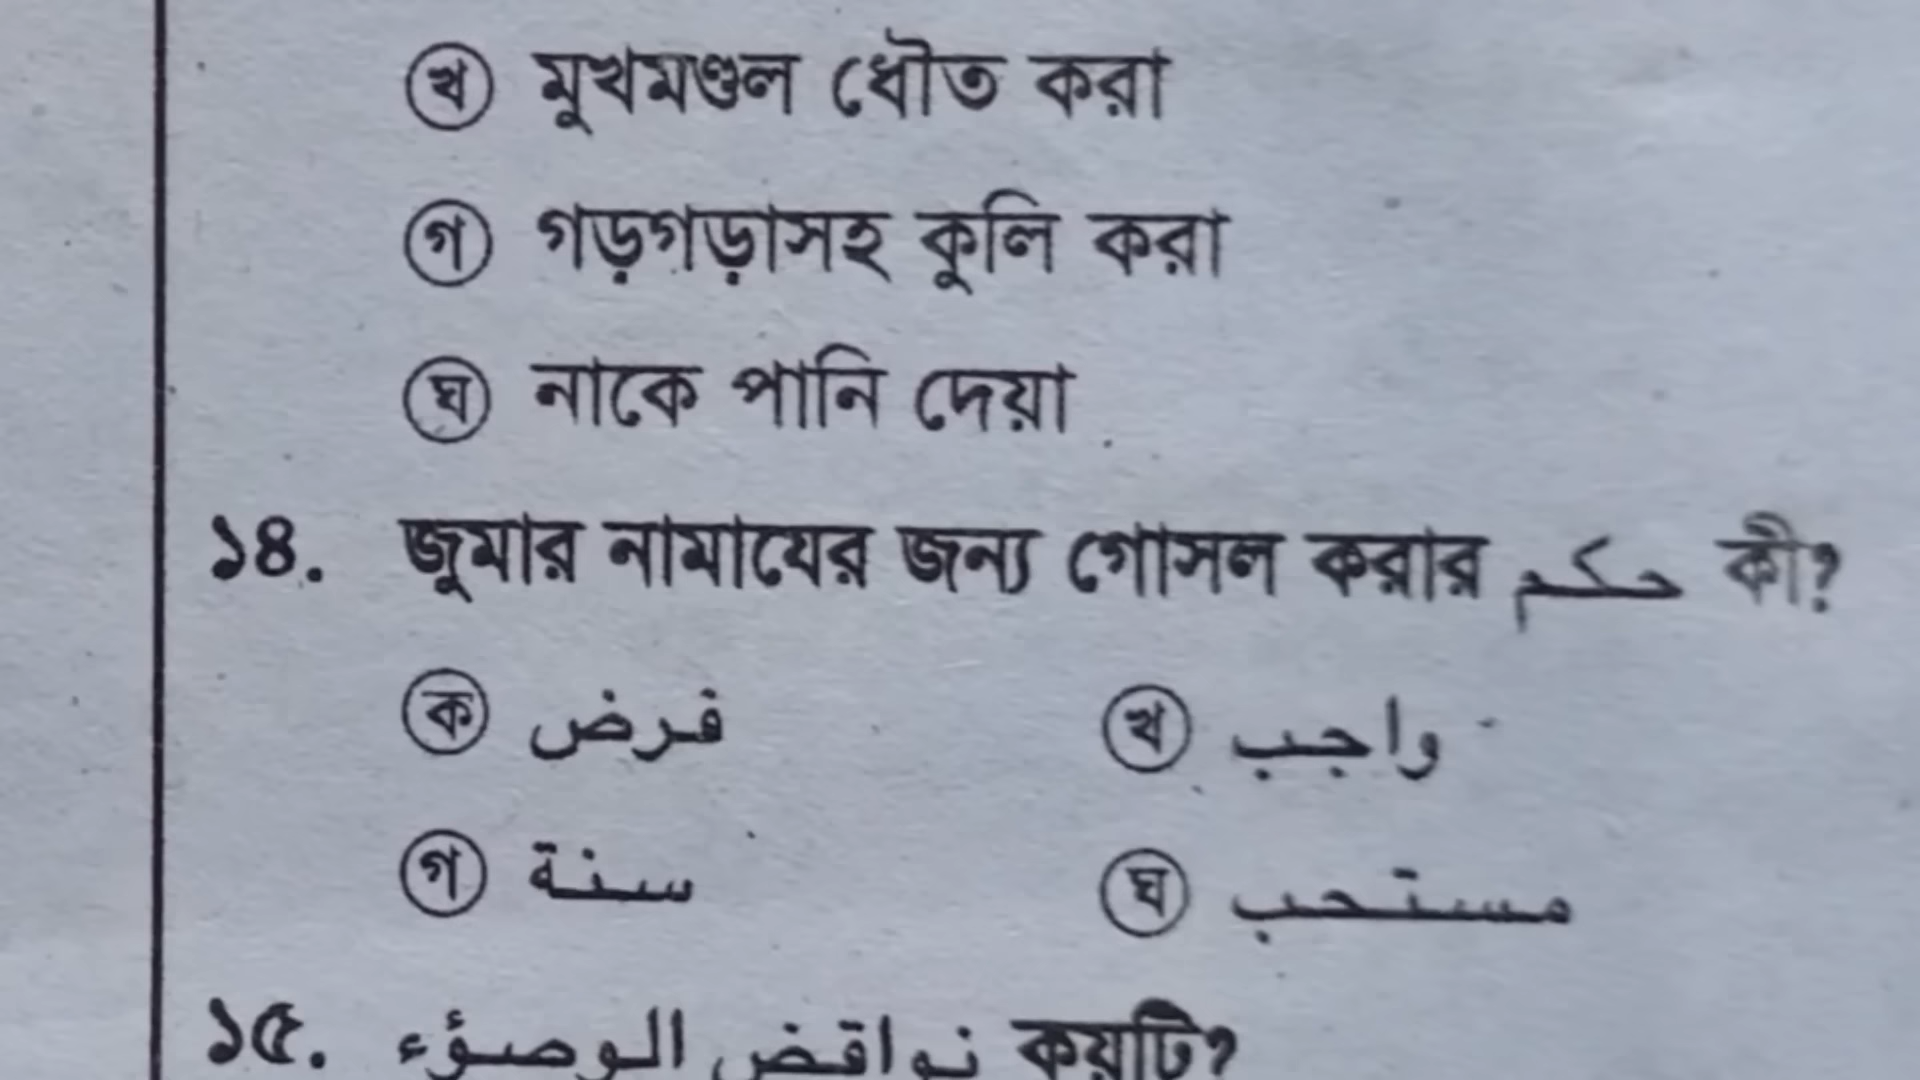 খ মুখমণ্ডল ধৌত করা
গ গড়গড়াসহ কুলি করা
ঘ নাকে পানি দেয়া
১৪. জুমার নামাযের জন্য গোসল করার حكم কী?
ক فرض খ واجب
গ سنة ঘ مستحب
১৫. نواقض الوضوء কয়টি?